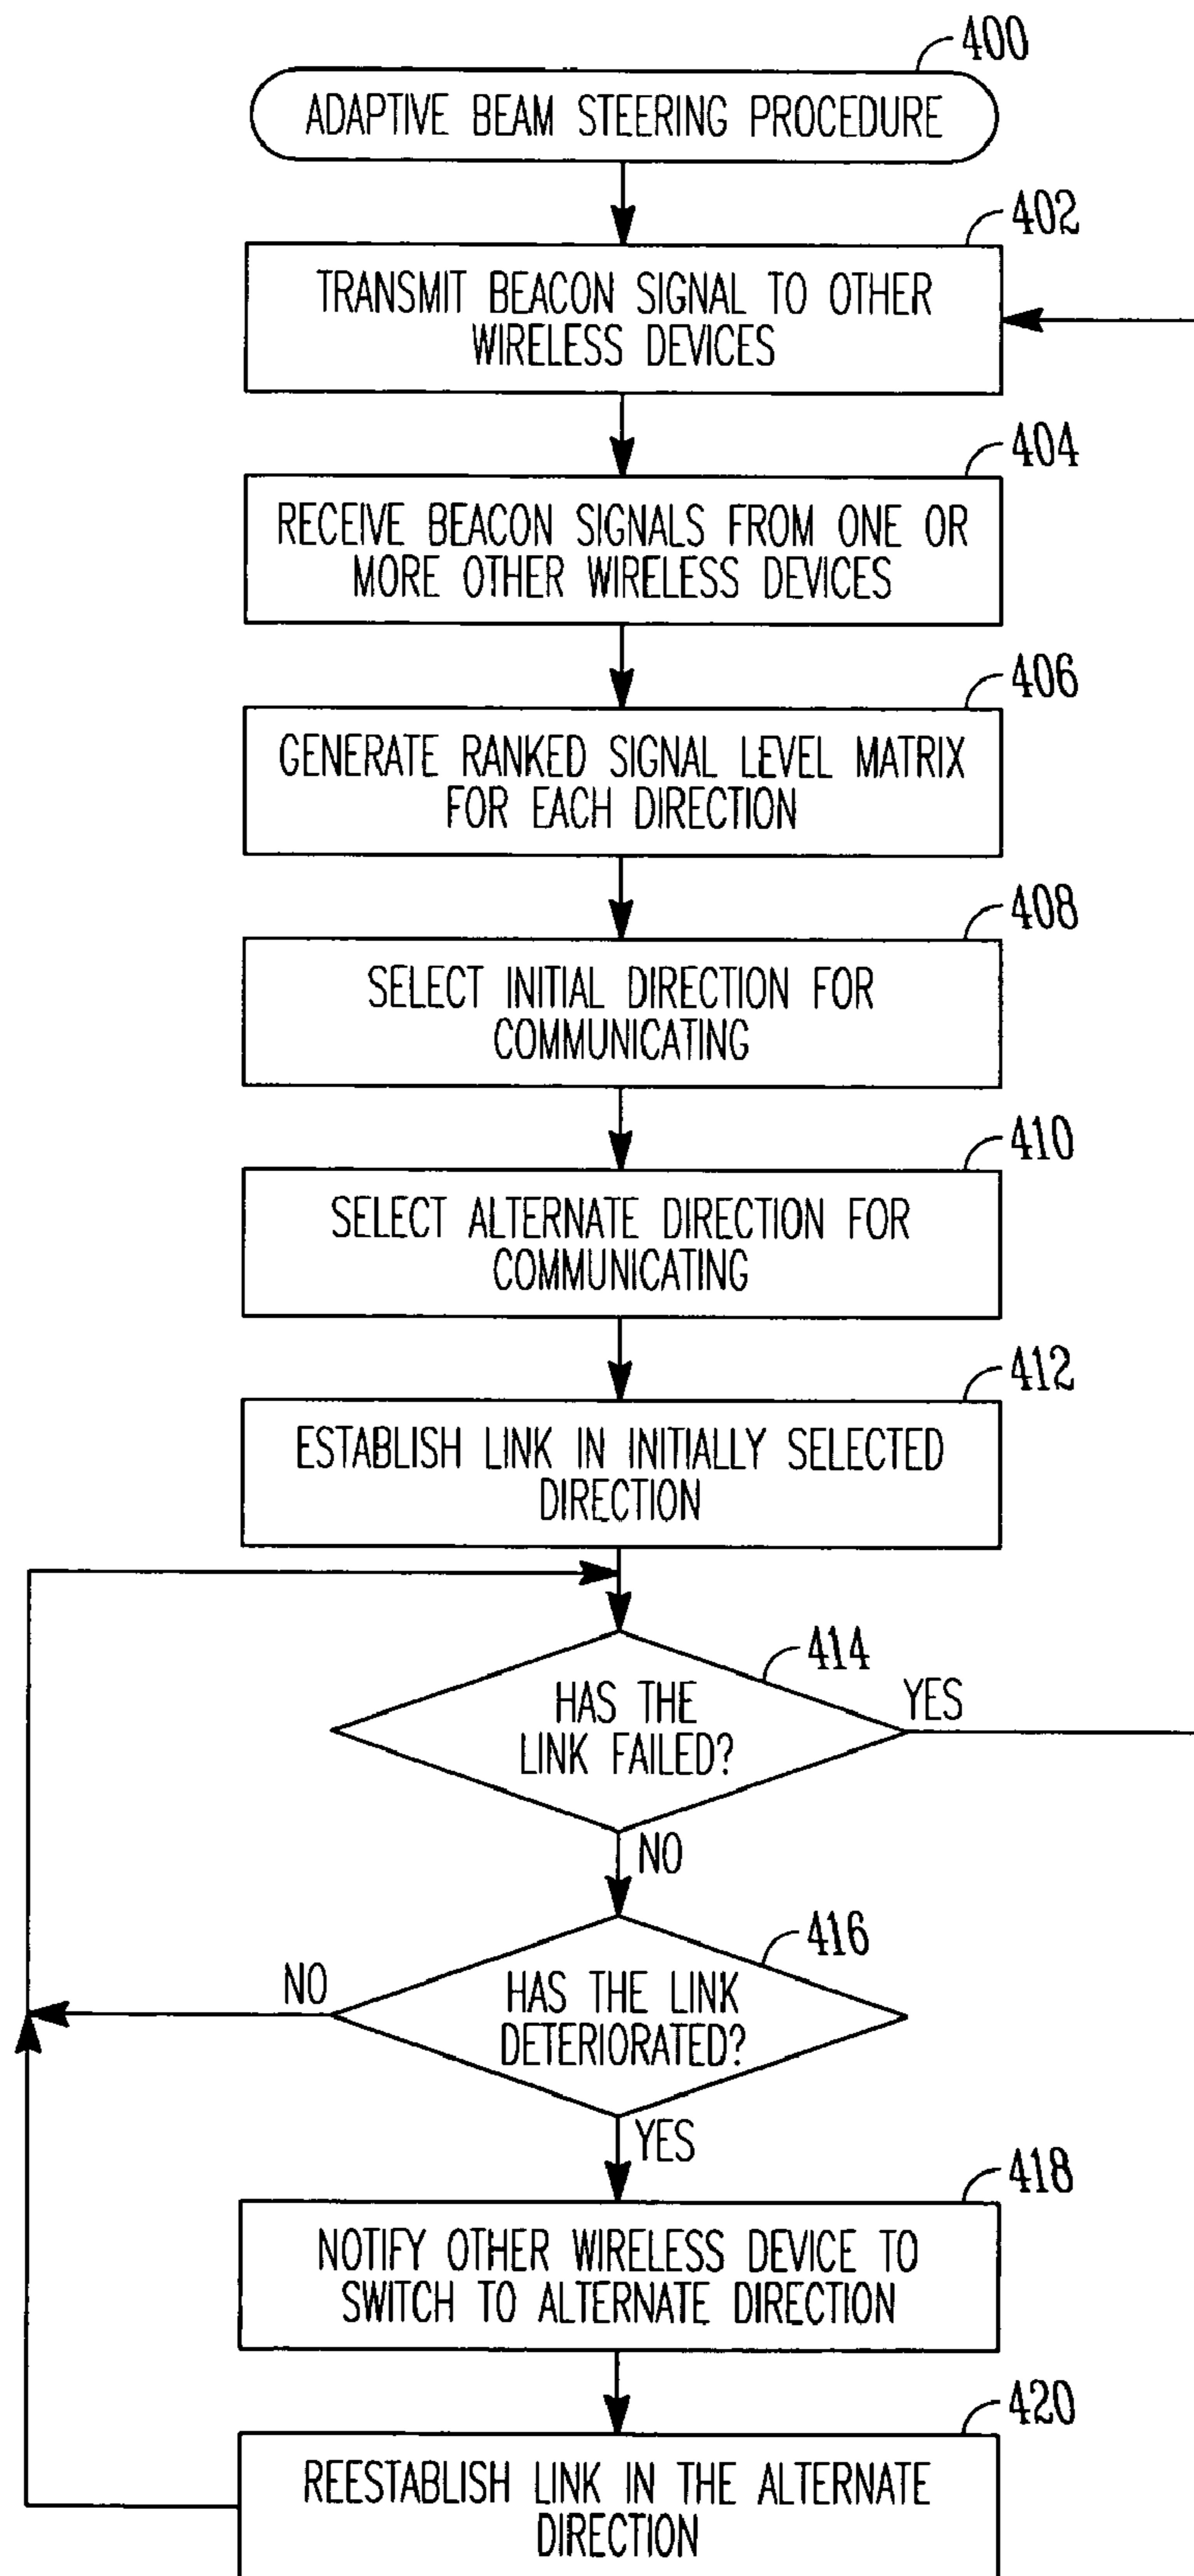 400
ADAPTIVE BEAM STEERING PROCEDURE
402
TRANSMIT BEACON SIGNAL TO OTHER
WIRELESS DEVICES
404
RECEIVE BEACON SIGNALS FROM ONE OR
MORE OTHER WIRELESS DEVICES
406
GENERATE RANKED SIGNAL LEVEL MATRIX
FOR EACH DIRECTION
408
SELECT INITIAL DIRECTION FOR
COMMUNICATING
410
SELECT ALTERNATE DIRECTION FOR
COMMUNICATING
412
ESTABLISH LINK IN INITIALLY SELECTED
DIRECTION
414
HAS THE
LINK FAILED?
YES
NO
416
HAS THE LINK
DETERIORATED?
NO
YES
418
NOTIFY OTHER WIRELESS DEVICE TO
SWITCH TO ALTERNATE DIRECTION
420
REESTABLISH LINK IN THE ALTERNATE
DIRECTION